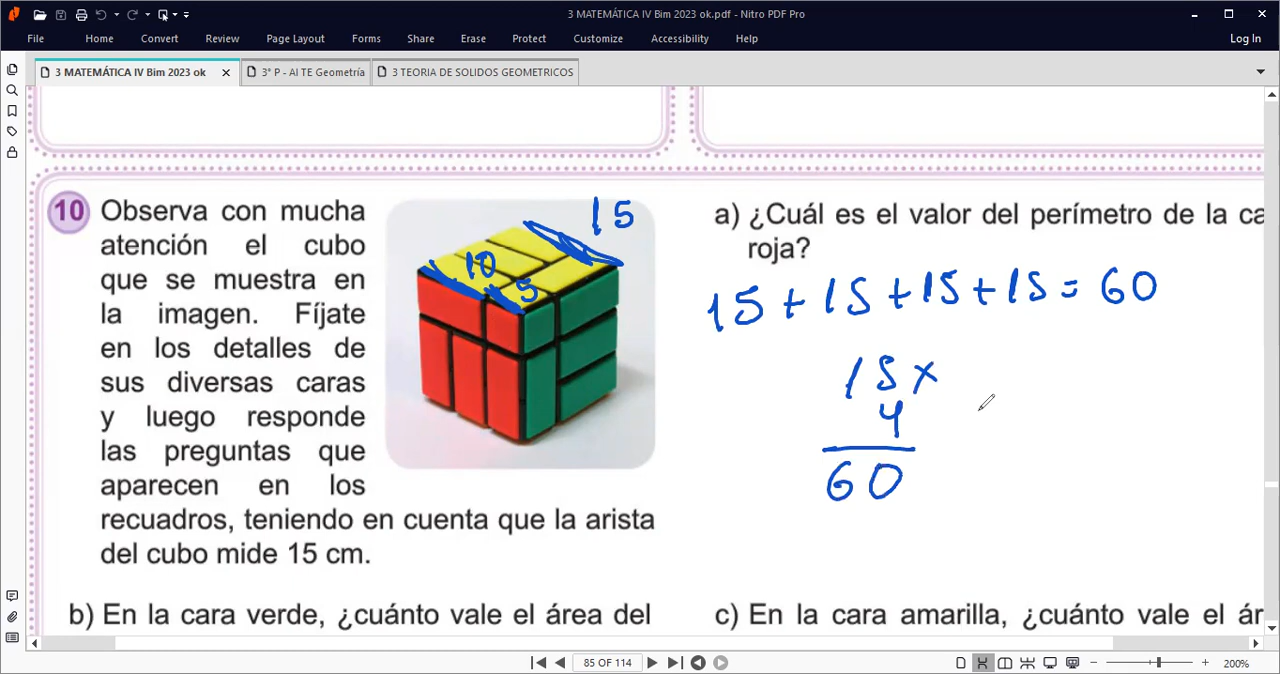 3 MATEMÁTICA IV Bim 2023 ok.pdf - Nitro PDF Pro
File Home Convert Review Page Layout Forms Share Erase Protect Customize Accessibility Help Log In
3 MATEMÁTICA IV Bim 2023 ok 3° P - AI TE Geometría 3 TEORIA DE SOLIDOS GEOMETRICOS
10 Observa con mucha
atención el cubo
que se muestra en
la imagen. Fíjate
en los detalles de
sus diversas caras
y luego responde
las preguntas que
aparecen en los
recuadros, teniendo en cuenta que la arista
del cubo mide 15 cm.
15
10
5
a) ¿Cuál es el valor del perímetro de la ca
roja?
15 + 15 + 15 + 15 = 60
15 x
4
60
b) En la cara verde, ¿cuánto vale el área del
c) En la cara amarilla, ¿cuánto vale el ár
85 OF 114
200%